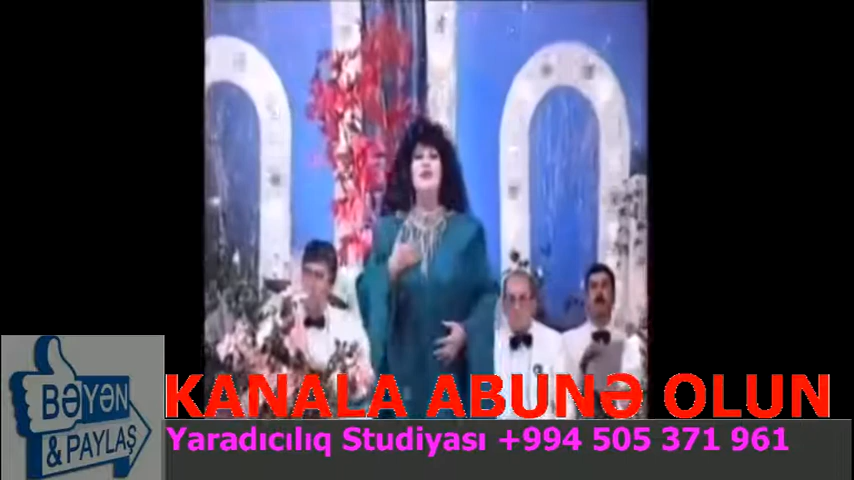 KANALA ABUNƏ OLUN
BƏYƏN
& PAYLAŞ
Yaradıcılıq Studiyası +994 505 371 961